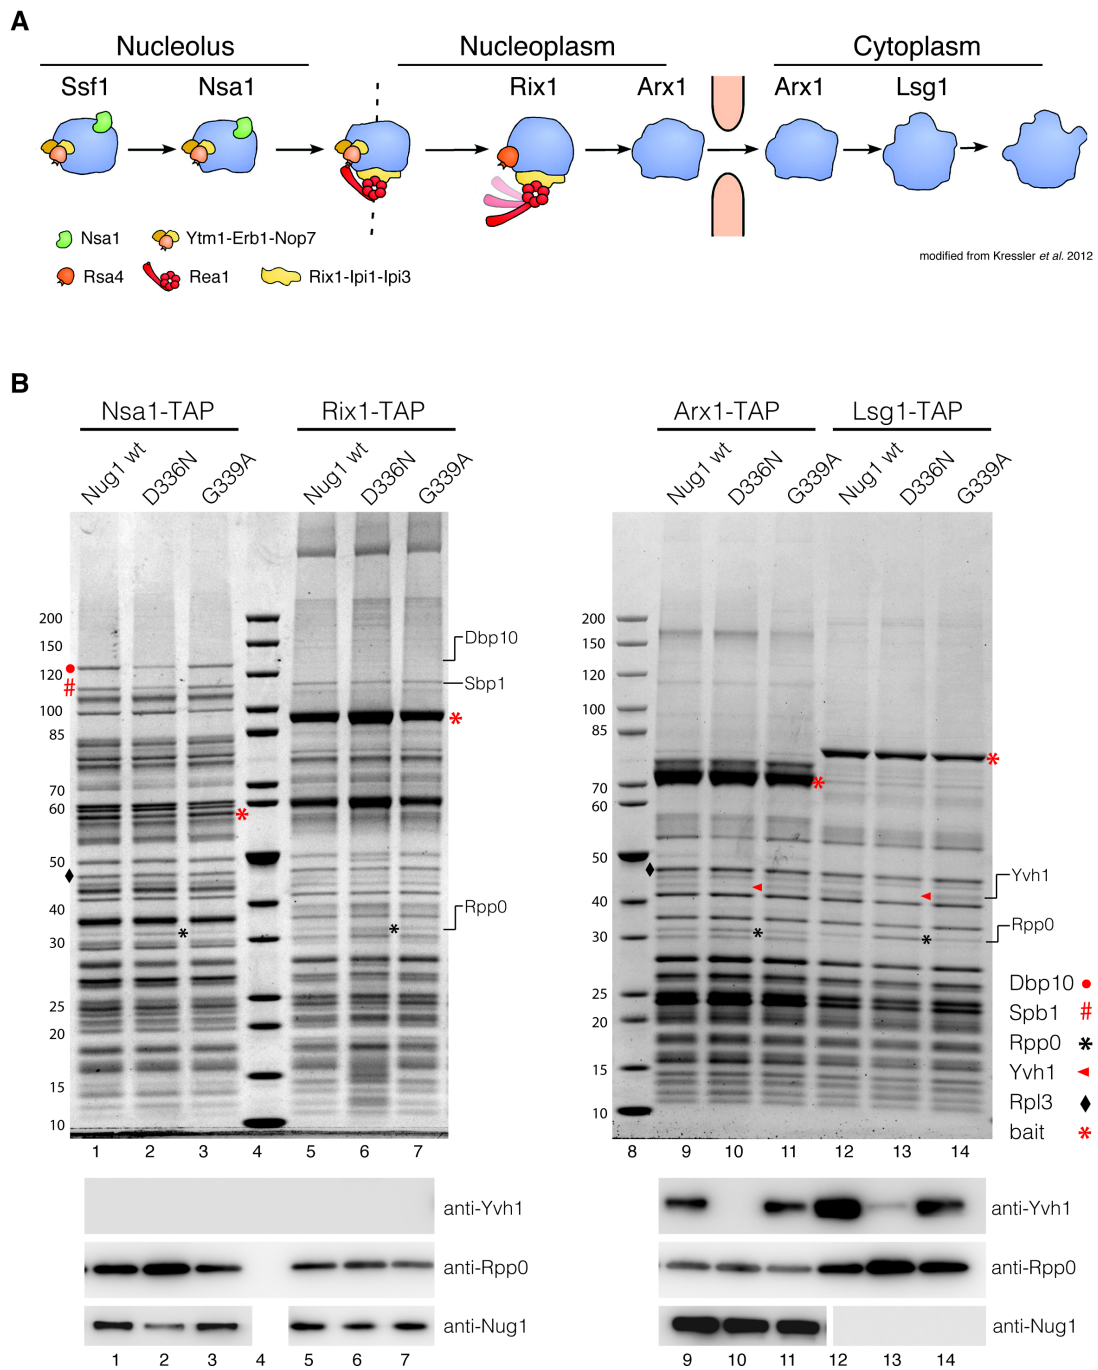 A
Nucleolus Nucleoplasm Cytoplasm
Ssf1 Nsa1 Rix1 Arx1 Arx1 Lsg1
Nsa1 Ytm1-Erb1-Nop7
Rsa4 Rea1 Rix1-Ipi1-Ipi3
modified from Kressler et al. 2012
B
Nsa1-TAP Rix1-TAP Arx1-TAP Lsg1-TAP
Nug1 wt D336N G339A Nug1 wt D336N G339A Nug1 wt D336N G339A Nug1 wt D336N G339A
200
150
120
#
100
85
70
60
*
50
40
*
30
25
20
15
10
Dbp10
Sbp1
*
Rpp0
*
1 2 3 4 5 6 7
200
150
120
100
85
70
60
* *
50
40
30
* *
25
20
15
10
Yvh1
Rpp0
Dbp10
Spb1 #
Rpp0 *
Yvh1
Rpl3
bait *
8 9 10 11 12 13 14
anti-Yvh1 anti-Yvh1
anti-Rpp0 anti-Rpp0
anti-Nug1 anti-Nug1
1 2 3 4 5 6 7 9 10 11 12 13 14